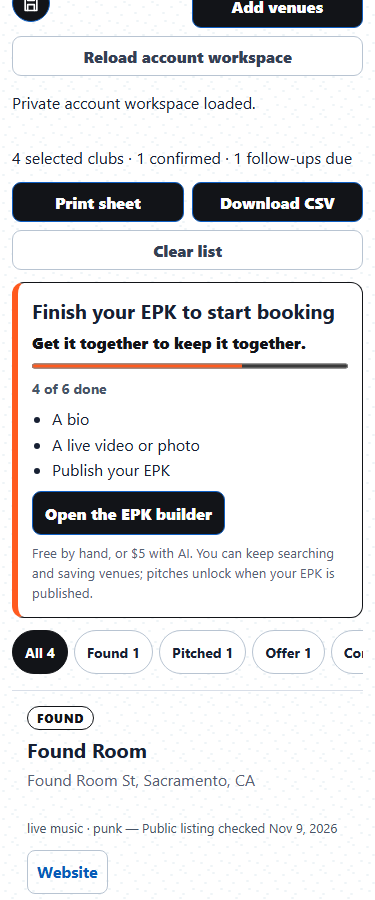 Add venues
Reload account workspace
Private account workspace loaded.
4 selected clubs · 1 confirmed · 1 follow-ups due
Print sheet
Download CSV
Clear list
Finish your EPK to start booking
Get it together to keep it together.
4 of 6 done
• A bio
• A live video or photo
• Publish your EPK
Open the EPK builder
Free by hand, or $5 with AI. You can keep searching
and saving venues; pitches unlock when your EPK is
published.
All 4
Found 1
Pitched 1
Offer 1
FOUND
Found Room
Found Room St, Sacramento, CA
live music · punk — Public listing checked Nov 9, 2026
Website